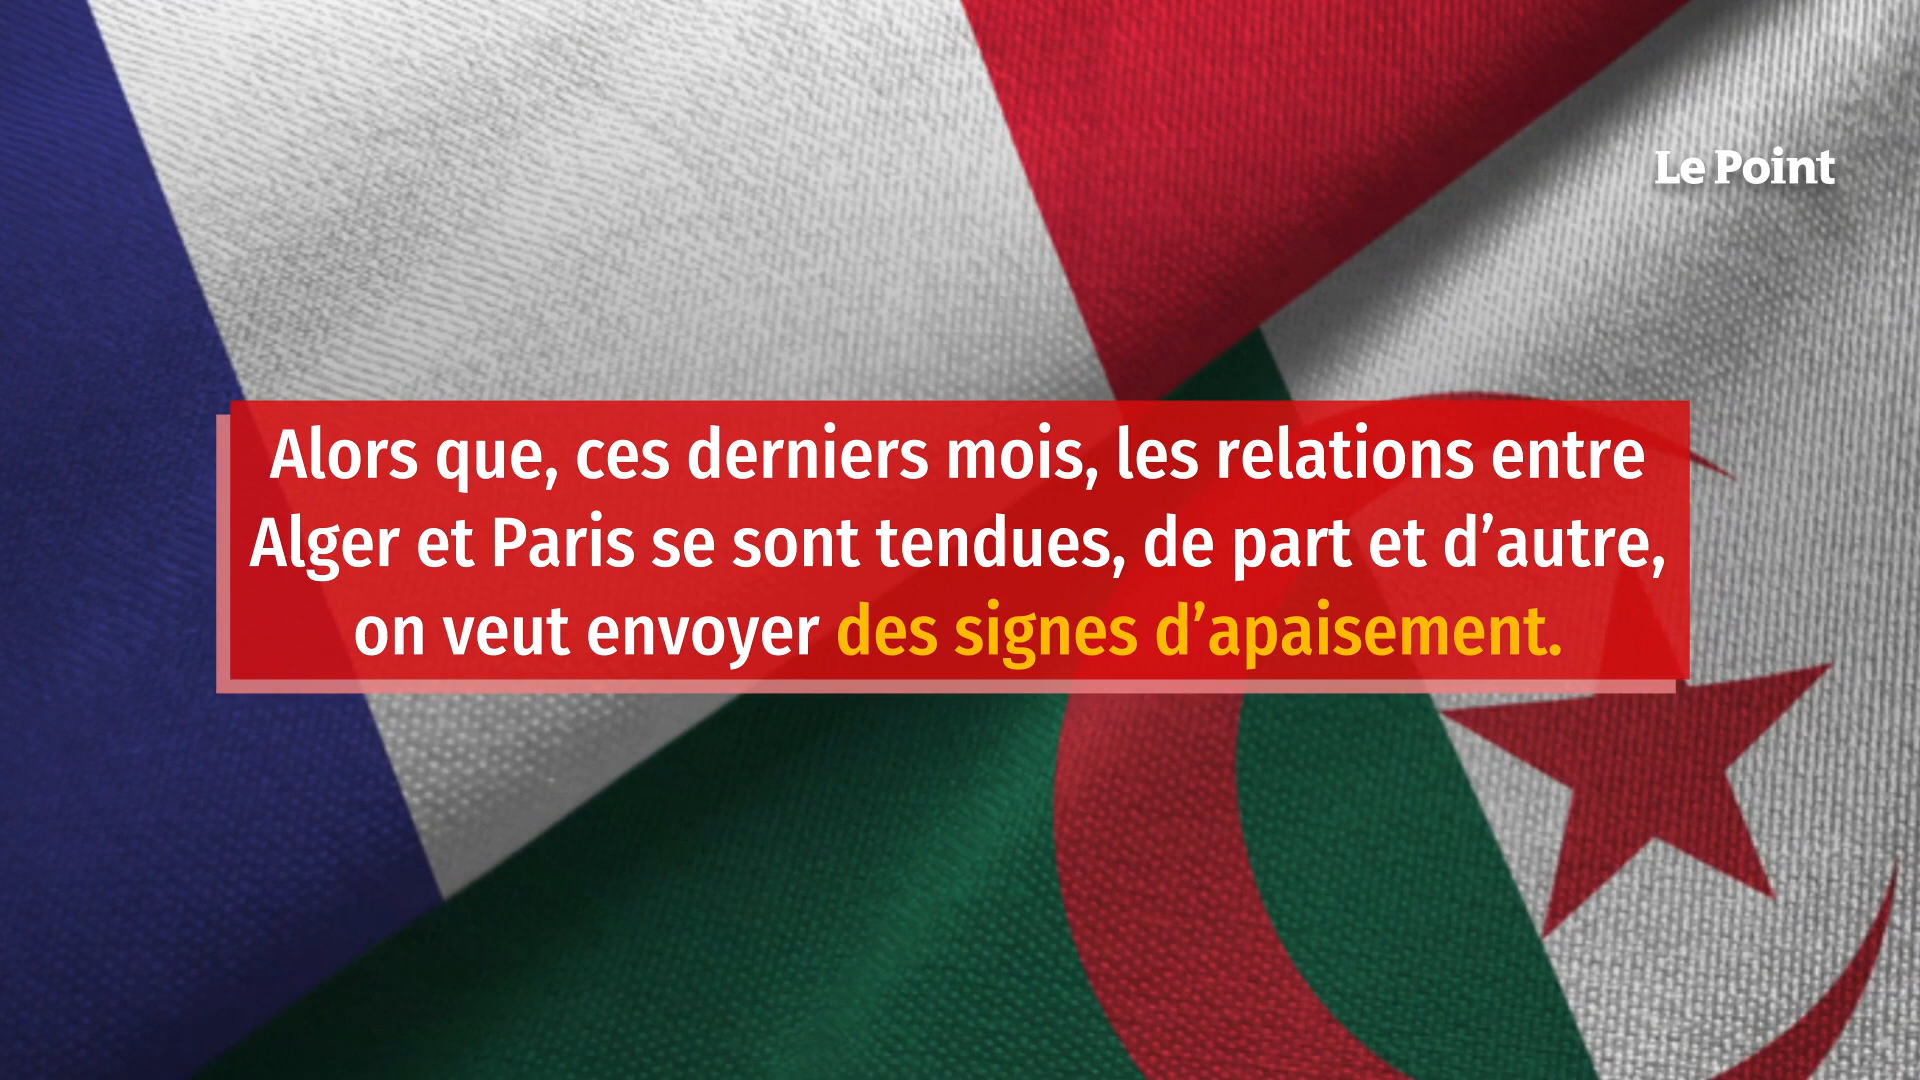 Le Point
Alors que, ces derniers mois, les relations entre
Alger et Paris se sont tendues, de part et d’autre,
on veut envoyer des signes d’apaisement.